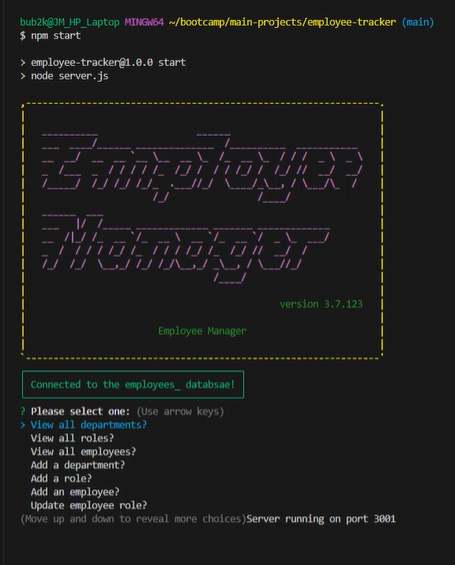 bub2k@JM_HP_Laptop MINGW64 ~/bootcamp/main-projects/employee-tracker (main)
$ npm start
> employee-tracker@1.0.0 start
> node server.js
Employee
Manager
version 3.7.123
Employee Manager
Connected to the employees_ databsae!
? Please select one: (Use arrow keys)
> View all departments?
View all roles?
View all employees?
Add a department?
Add a role?
Add an employee?
Update employee role?
(Move up and down to reveal more choices)Server running on port 3001